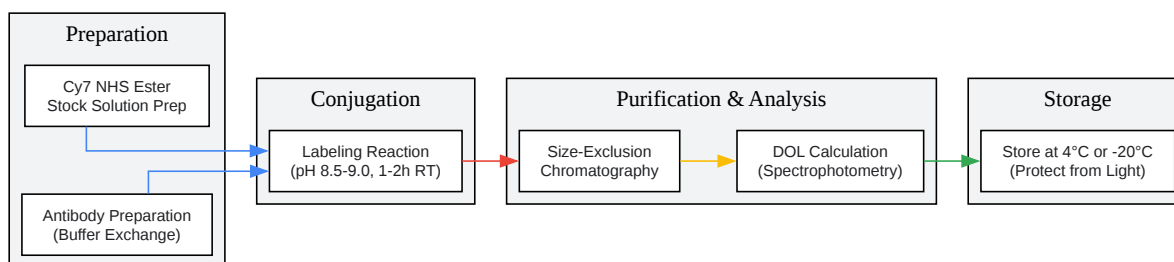 Preparation
Cy7 NHS Ester
Stock Solution Prep
Antibody Preparation
(Buffer Exchange)
Conjugation
Labeling Reaction
(pH 8.5-9.0, 1-2h RT)
Purification & Analysis
Size-Exclusion
Chromatography
DOL Calculation
(Spectrophotometry)
Storage
Store at 4°C or -20°C
(Protect from Light)